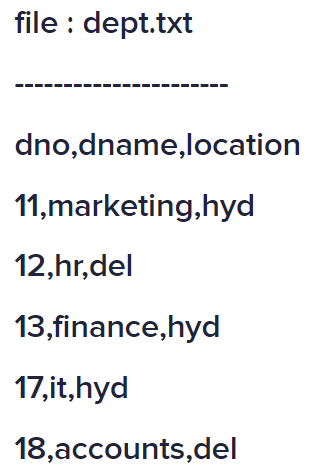 file : dept.txt
----------------------
dno,dname,location
11,marketing,hyd
12,hr,del
13,finance,hyd
17,it,hyd
18,accounts,del